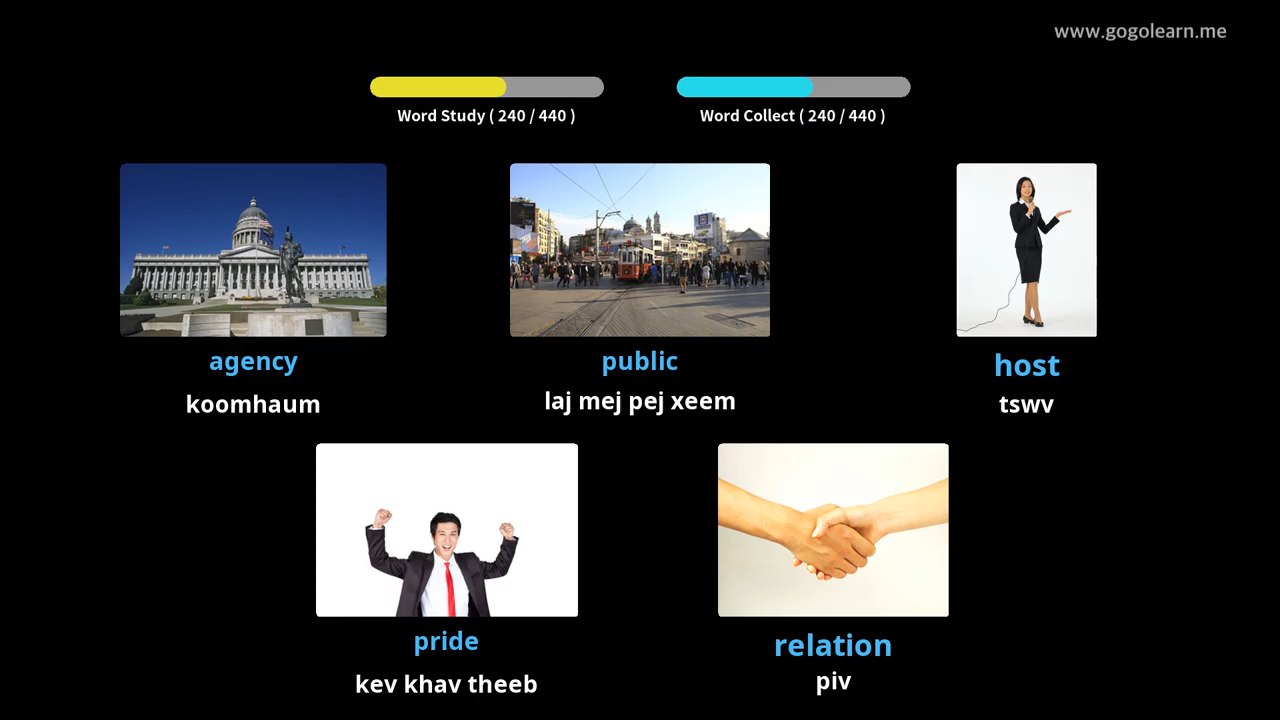 www.gogolearn.me
Word Study ( 240 / 440 )
Word Collect ( 240 / 440 )
agency
koomhaum
public
laj mej pej xeem
host
tswv
pride
kev khav theeb
relation
piv